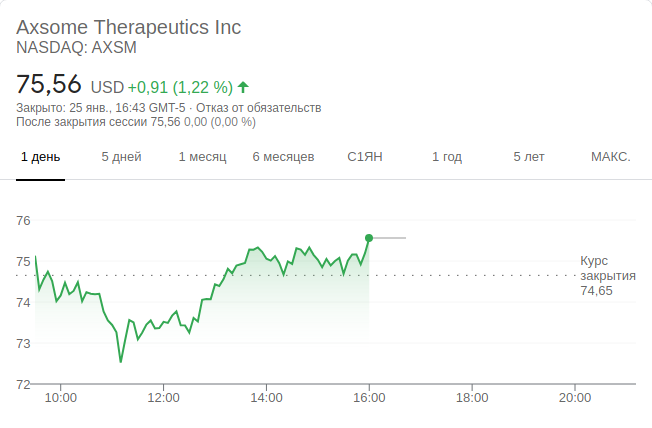 Axsome Therapeutics Inc
NASDAQ: AXSM
75,56 USD +0,91 (1,22 %)
Закрыто: 25 янв., 16:43 GMT-5 · Отказ от обязательств
После закрытия сессии 75,56 0,00 (0,00 %)
1 день 5 дней 1 месяц 6 месяцев С1ЯН 1 год 5 лет МАКС.
76
75
74
73
72
Курс
закрытия
74,65
10:00 12:00 14:00 16:00 18:00 20:00